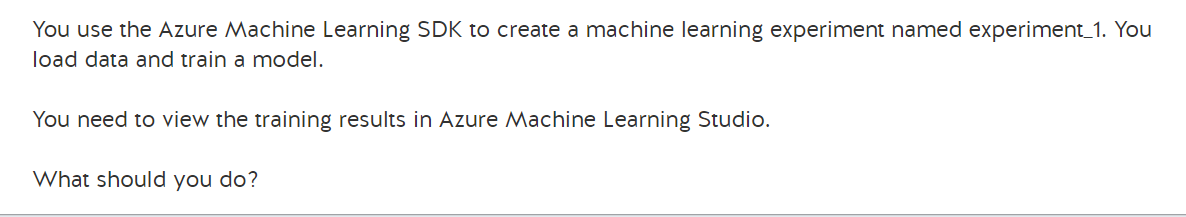 You use the Azure Machine Learning SDK to create a machine learning experiment named experiment_1. You
load data and train a model.
You need to view the training results in Azure Machine Learning Studio.
What should you do?